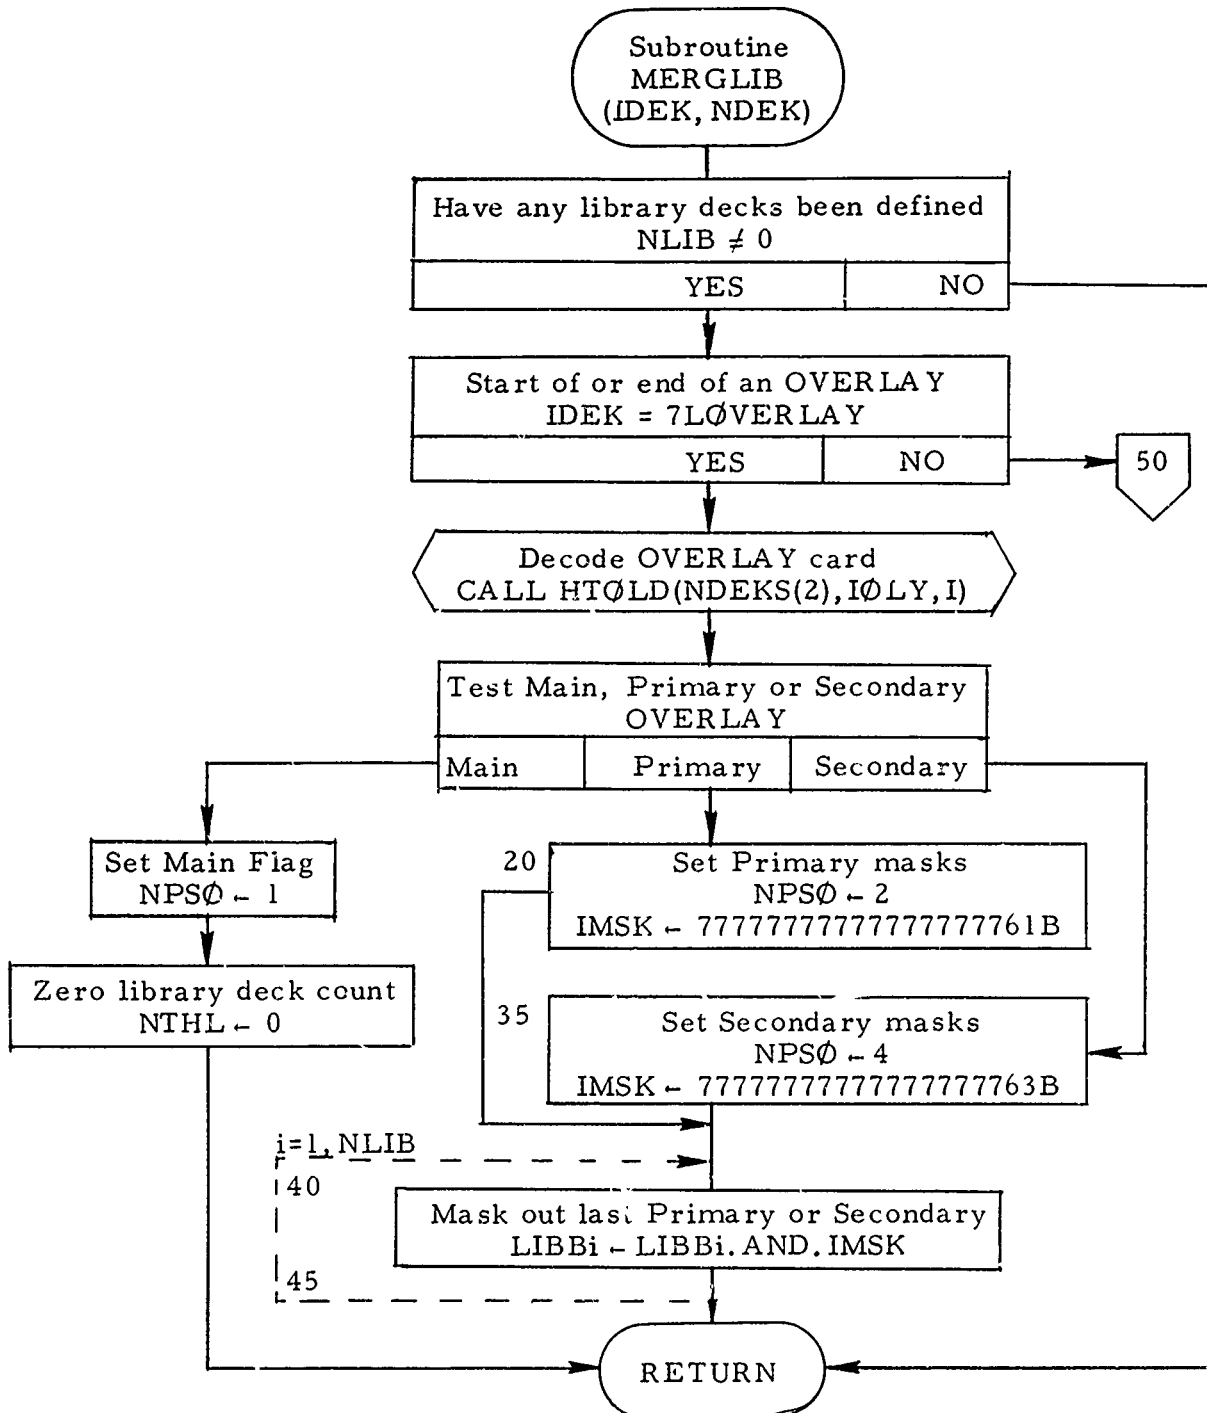 Subroutine
MERGLIB
(IDEK, NDEK)
Have any library decks been defined
NLIB ≠ 0
YES NO
Start of or end of an OVERLAY
IDEK = 7LØVERLAY
YES NO
50
Decode OVERLAY card
CALL HTØLD(NDEKS(2),IØLY,I)
Test Main, Primary or Secondary
OVERLAY
Main Primary Secondary
Set Main Flag
NPSØ ← 1
Zero library deck count
NTHL ← 0
20
Set Primary masks
NPSØ ← 2
IMSK ← 77777777777777777761B
35
Set Secondary masks
NPSØ ← 4
IMSK ← 77777777777777777763B
i=1, NLIB
40
Mask out last Primary or Secondary
LIBBi ← LIBBi.AND.IMSK
45
RETURN